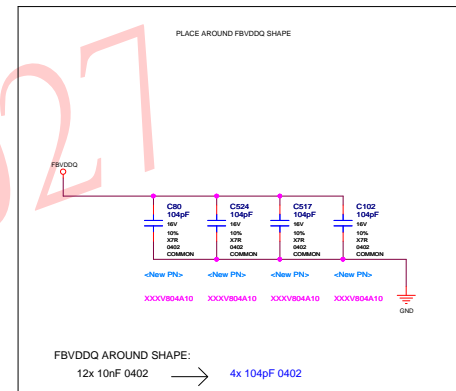 PLACE AROUND FBVDDQ SHAPE
027
FBVDDQ
C80 C524 C517 C102
104pF 104pF 104pF 104pF
16V 16V 16V 16V
10% 10% 10% 10%
X7R X7R X7R X7R
0402 0402 0402 0402
COMMON COMMON COMMON COMMON
<New PN> <New PN> <New PN> <New PN>
XXXV804A10 XXXV804A10 XXXV804A10 XXXV804A10
GND
FBVDDQ AROUND SHAPE:
12x 10nF 0402 4x 104pF 0402